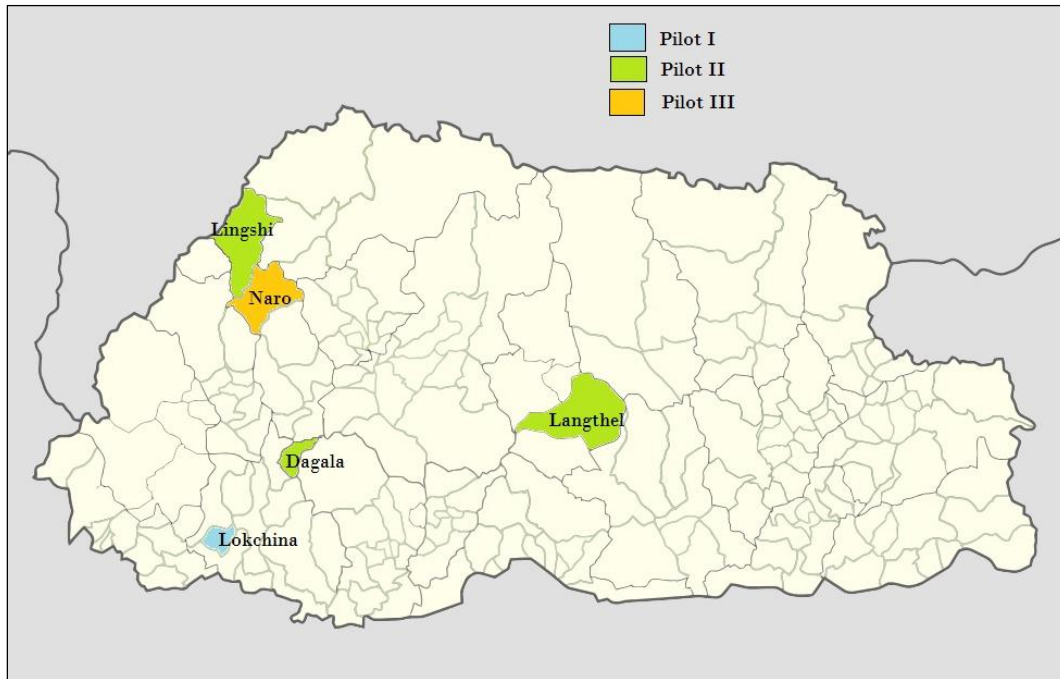 Pilot I
Pilot II
Pilot III
Lingshi
Naro
Langthel
Dagala
Lokchina